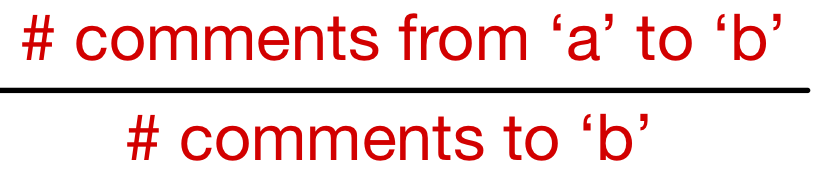 # comments from ‘a’ to ‘b’
# comments to ‘b’